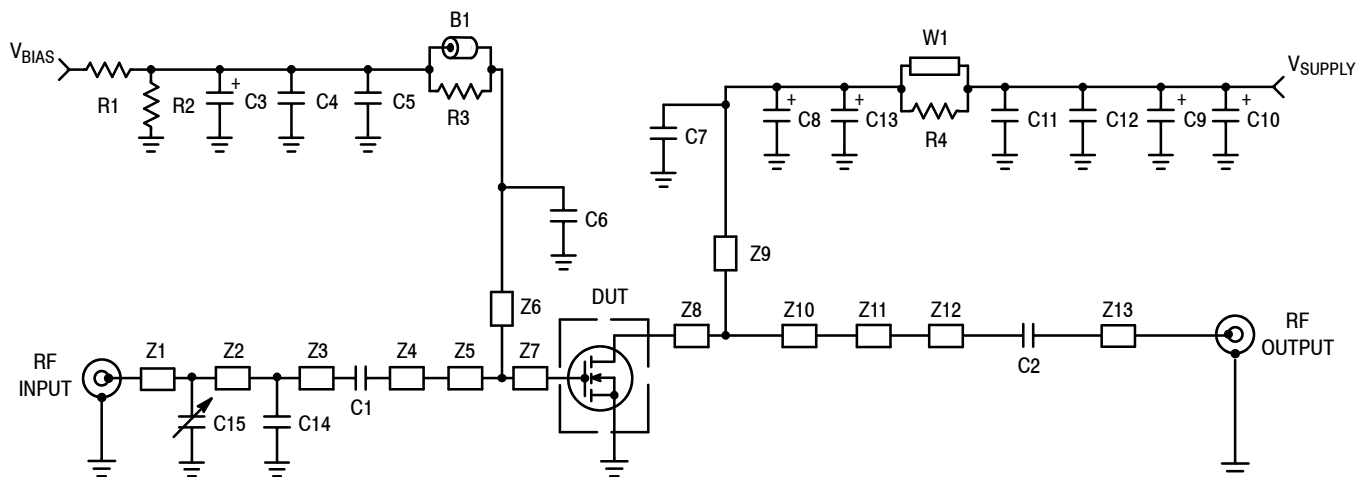 B1
W1
V_BIAS
V_SUPPLY
R1
R2
+
C3
C4
C5
R3
C7
+
C8
+
C13
R4
C11
C12
+
C9
+
C10
C6
Z9
Z6
DUT
Z8
Z10
Z11
Z12
Z13
C2
RF
OUTPUT
RF
INPUT
Z1
Z2
Z3
Z4
Z5
Z7
C1
C15
C14